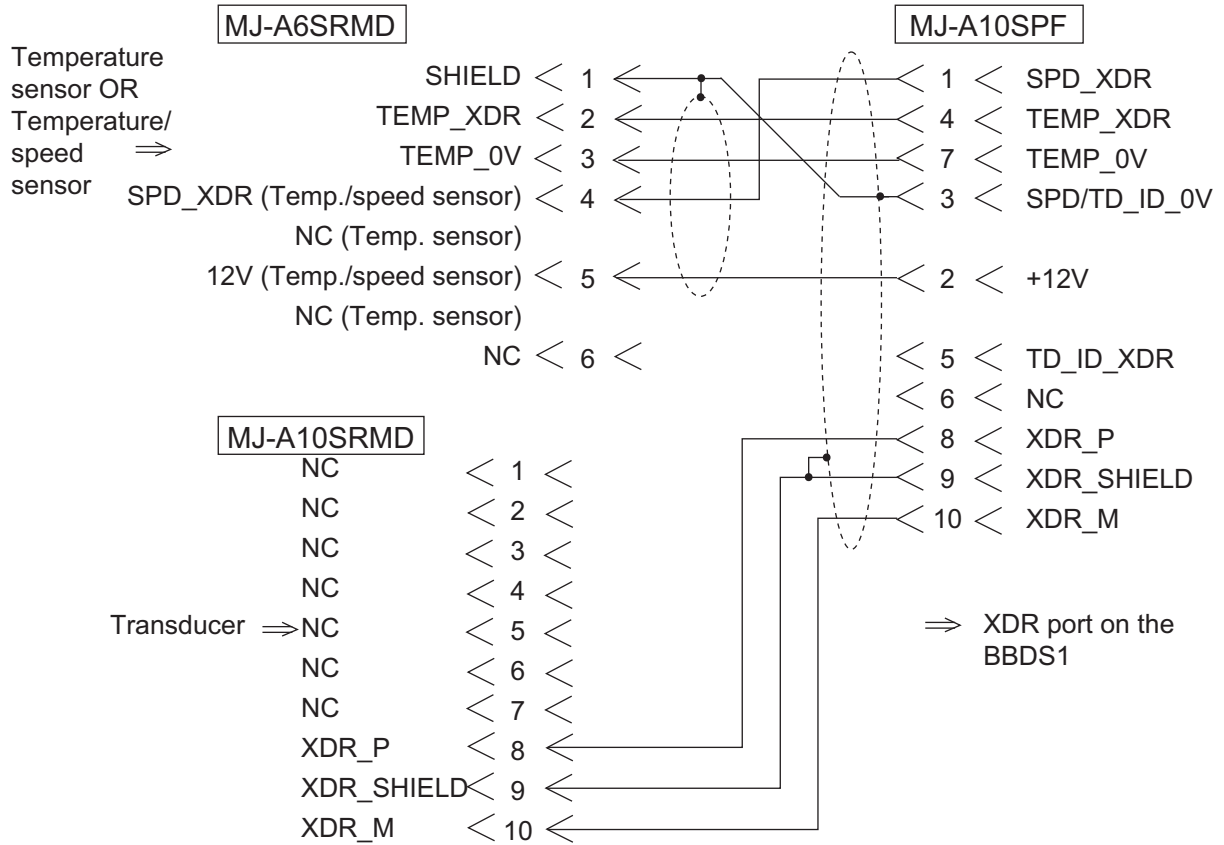 MJ-A6SRMD
MJ-A10SPF
Temperature
sensor OR
Temperature/
speed ⇒
sensor
SHIELD < 1 < < 1 < SPD_XDR
TEMP_XDR < 2 < < 4 < TEMP_XDR
TEMP_0V < 3 < < 7 < TEMP_0V
SPD_XDR (Temp./speed sensor) < 4 < < 3 < SPD/TD_ID_0V
NC (Temp. sensor)
12V (Temp./speed sensor) < 5 < < 2 < +12V
NC (Temp. sensor)
NC < 6 < < 5 < TD_ID_XDR
< 6 < NC
< 8 < XDR_P
< 9 < XDR_SHIELD
< 10 < XDR_M
MJ-A10SRMD
NC < 1 <
NC < 2 <
NC < 3 <
NC < 4 <
Transducer ⇒ NC < 5 <
NC < 6 <
NC < 7 <
XDR_P < 8 <
XDR_SHIELD < 9 <
XDR_M < 10 <
⇒ XDR port on the
BBDS1